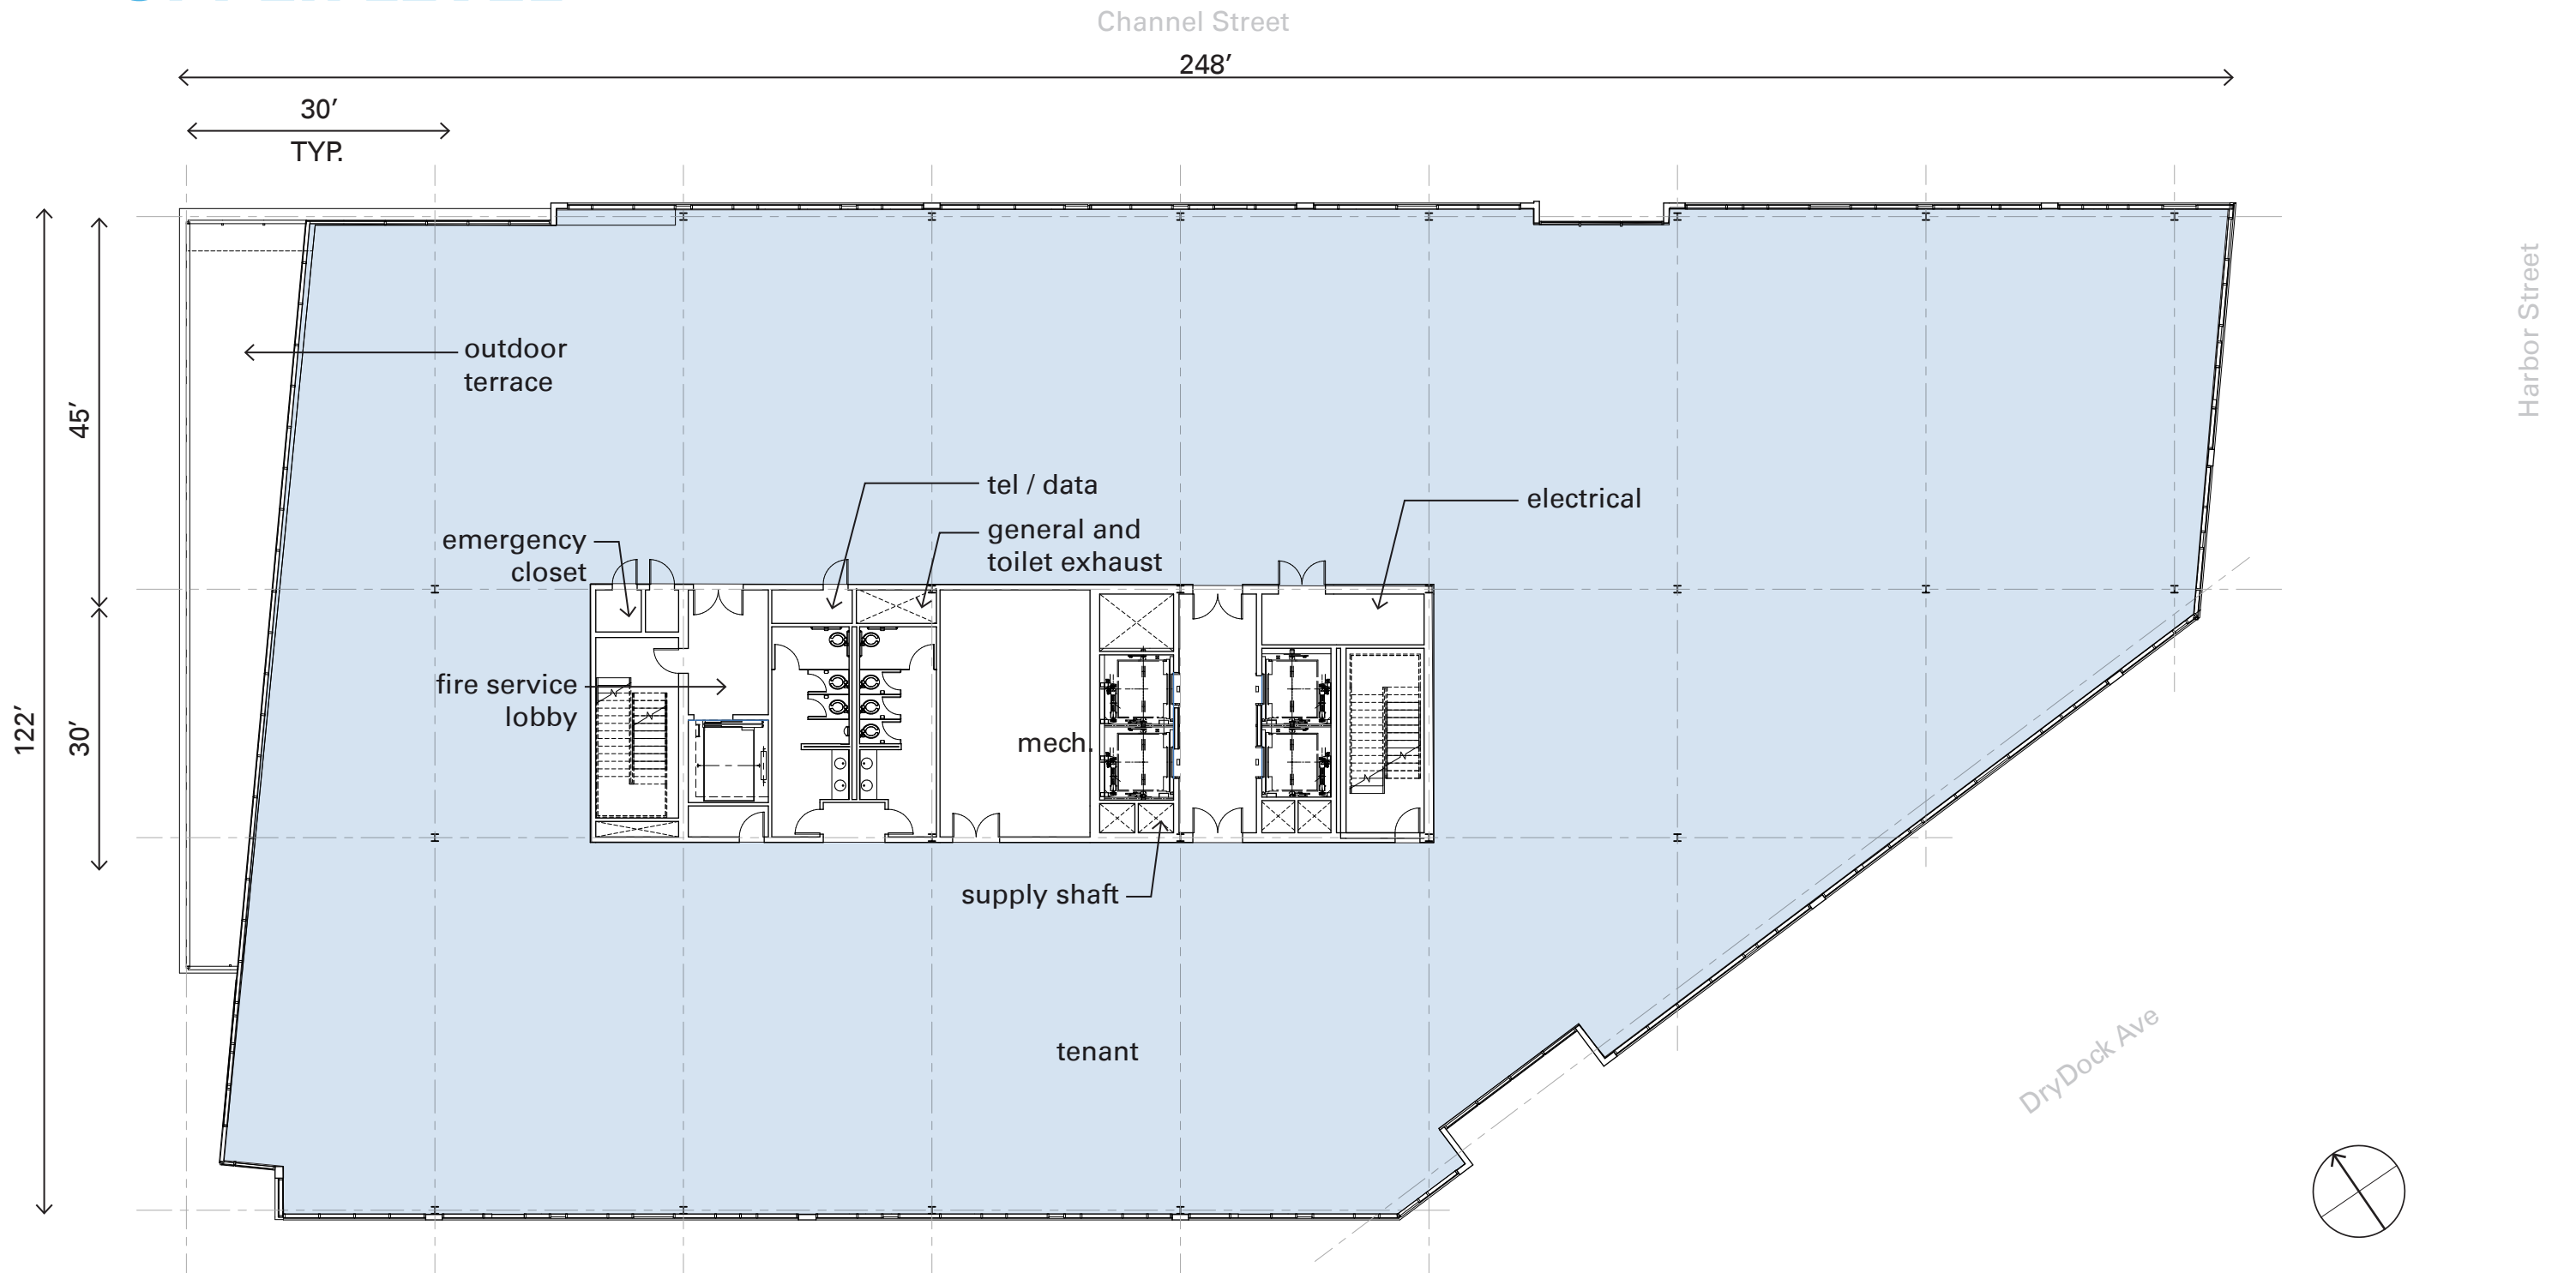 Channel Street
248’
30’
TYP.
Harbor Street
outdoor
terrace
45’
tel / data
electrical
general and
toilet exhaust
emergency
closet
fire service
lobby
122’
30’
mech.
supply shaft
tenant
DryDock Ave